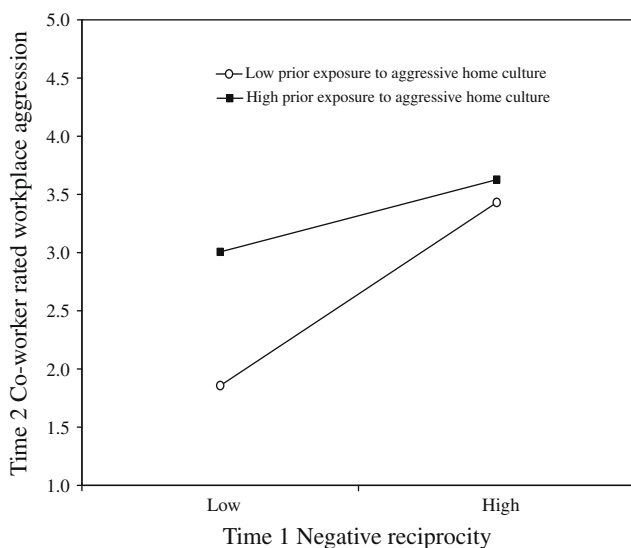 5.0
4.5
4.0
3.5
3.0
2.5
2.0
1.5
1.0
Time 2 Co-worker rated workplace aggression
Low prior exposure to aggressive home culture
High prior exposure to aggressive home culture
Low
High
Time 1 Negative reciprocity